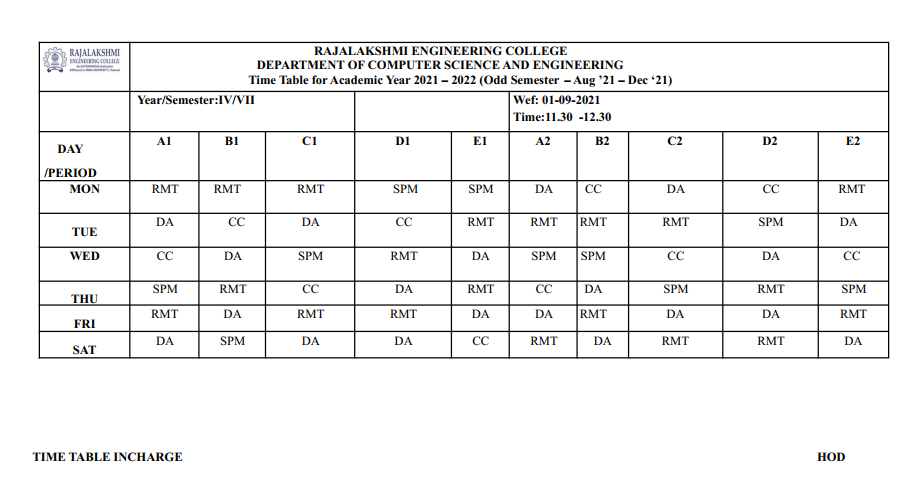 RAJALAKSHMI
ENGINEERING COLLEGE
RAJALAKSHMI ENGINEERING COLLEGE
DEPARTMENT OF COMPUTER SCIENCE AND ENGINEERING
Time Table for Academic Year 2021 – 2022 (Odd Semester – Aug ’21 – Dec ‘21)
Year/Semester:IV/VII Wef: 01-09-2021
Time:11.30 -12.30
DAY /PERIOD A1 B1 C1 D1 E1 A2 B2 C2 D2 E2
MON RMT RMT RMT SPM SPM DA CC DA CC RMT
TUE DA CC DA CC RMT RMT RMT RMT SPM DA
WED CC DA SPM RMT DA SPM SPM CC DA CC
THU SPM RMT CC DA RMT CC DA SPM RMT SPM
FRI RMT DA RMT RMT DA DA RMT DA DA RMT
SAT DA SPM DA DA CC RMT DA RMT RMT DA
TIME TABLE INCHARGE HOD